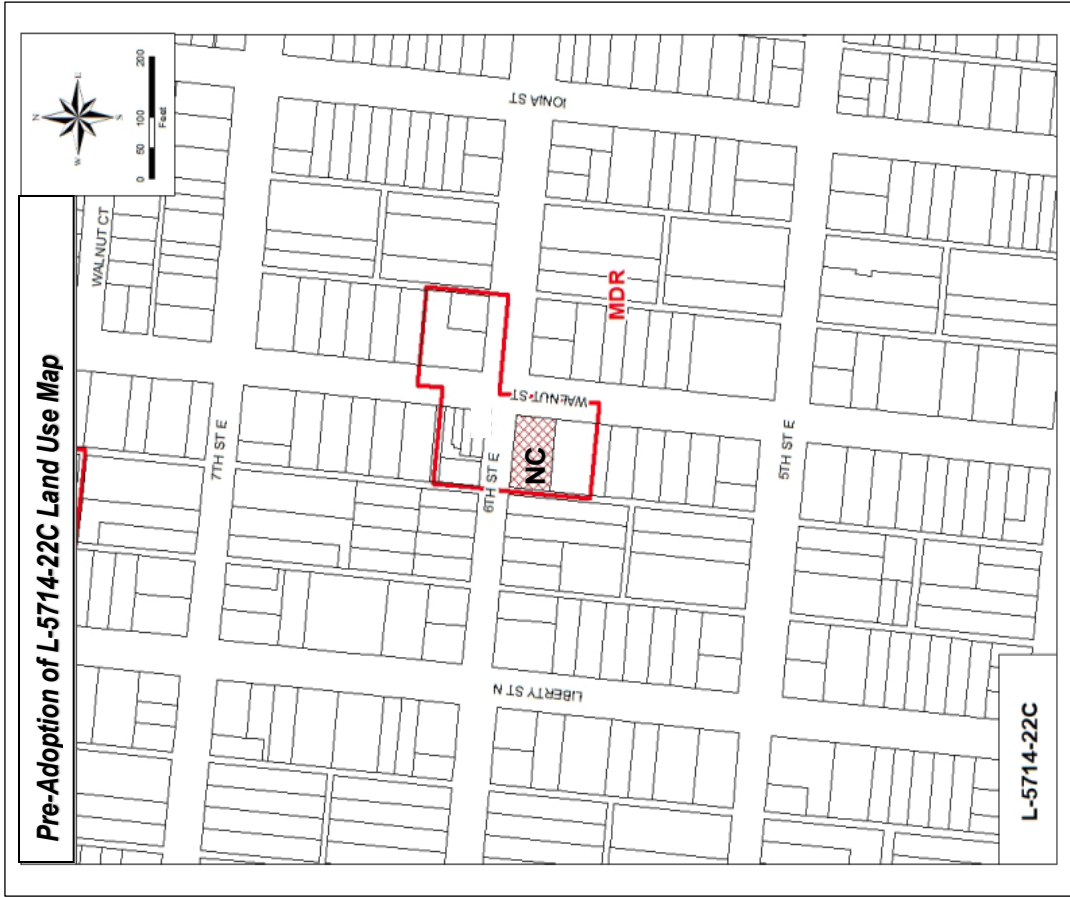 Pre-Adoption of L-5714-22C Land Use Map
N
W
E
S
0 50 100 200
Feet
WALNUT CT
IONIA ST
7TH ST E
MDR
WALNUT ST
6TH ST E
NC
5TH ST E
LIBERTY ST N
L-5714-22C